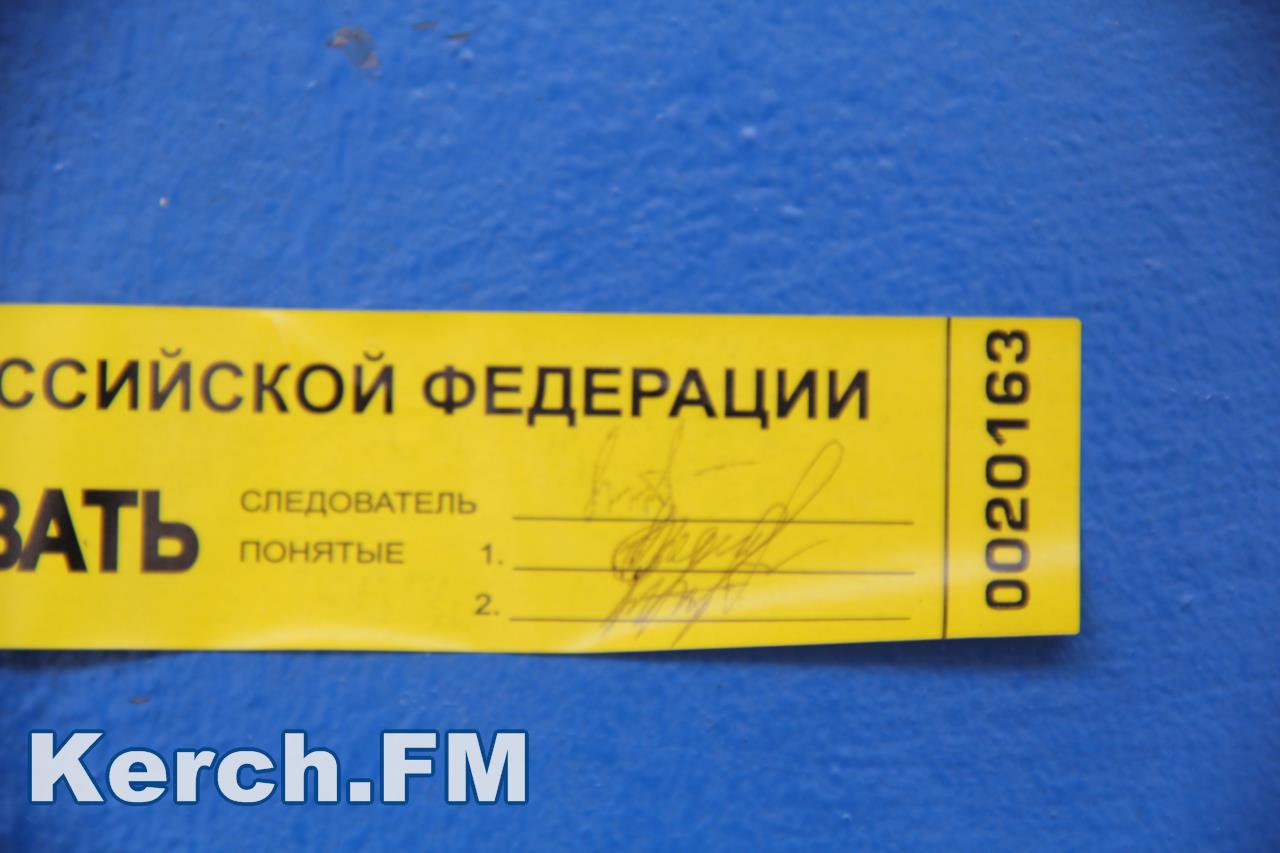 ССИЙСКОЙ ФЕДЕРАЦИИ
ВАТЬ
СЛЕДОВАТЕЛЬ
ПОНЯТЫЕ 1.
2.
0020163
Kerch.FM